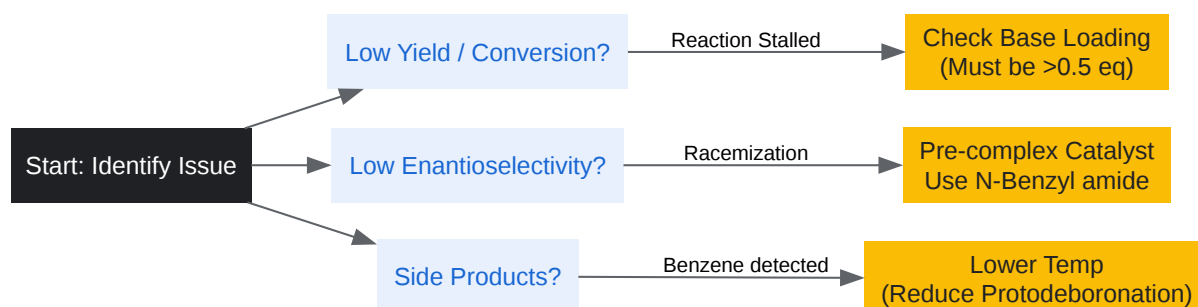 Start: Identify Issue
Low Yield / Conversion?
Reaction Stalled
Check Base Loading
(Must be >0.5 eq)
Low Enantioselectivity?
Racemization
Pre-complex Catalyst
Use N-Benzyl amide
Side Products?
Benzene detected
Lower Temp
(Reduce Protodeboronation)